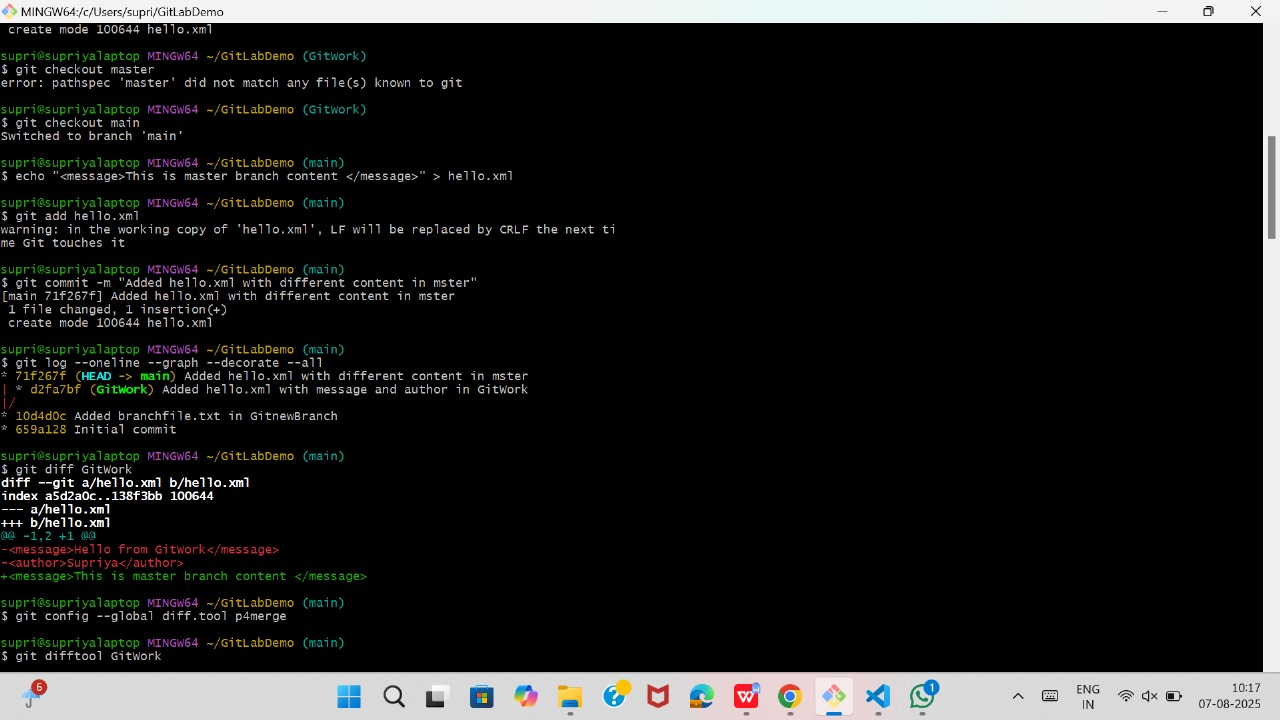 MINGW64:/c/Users/supri/GitLabDemo
 create mode 100644 hello.xml
supri@supriyalaptop MINGW64 ~/GitLabDemo (GitWork)
$ git checkout master
error: pathspec 'master' did not match any file(s) known to git
supri@supriyalaptop MINGW64 ~/GitLabDemo (GitWork)
$ git checkout main
Switched to branch 'main'
supri@supriyalaptop MINGW64 ~/GitLabDemo (main)
$ echo "<message>This is master branch content </message>" > hello.xml
supri@supriyalaptop MINGW64 ~/GitLabDemo (main)
$ git add hello.xml
warning: in the working copy of 'hello.xml', LF will be replaced by CRLF the next ti
me Git touches it
supri@supriyalaptop MINGW64 ~/GitLabDemo (main)
$ git commit -m "Added hello.xml with different content in mster"
[main 71f267f] Added hello.xml with different content in mster
 1 file changed, 1 insertion(+)
 create mode 100644 hello.xml
supri@supriyalaptop MINGW64 ~/GitLabDemo (main)
$ git log --oneline --graph --decorate --all
* 71f267f (HEAD -> main) Added hello.xml with different content in mster
| * d2fa7bf (GitWork) Added hello.xml with message and author in GitWork
|/
* 10d4d0c Added branchfile.txt in GitnewBranch
* 659a128 Initial commit
supri@supriyalaptop MINGW64 ~/GitLabDemo (main)
$ git diff GitWork
diff --git a/hello.xml b/hello.xml
index a5d2a0c..138f3bb 100644
--- a/hello.xml
+++ b/hello.xml
@@ -1,2 +1 @@
-<message>Hello from GitWork</message>
-<author>Supriya</author>
+<message>This is master branch content </message>
supri@supriyalaptop MINGW64 ~/GitLabDemo (main)
$ git config --global diff.tool p4merge
supri@supriyalaptop MINGW64 ~/GitLabDemo (main)
$ git difftool GitWork
6
1
ENG
IN
10:17
07-08-2025